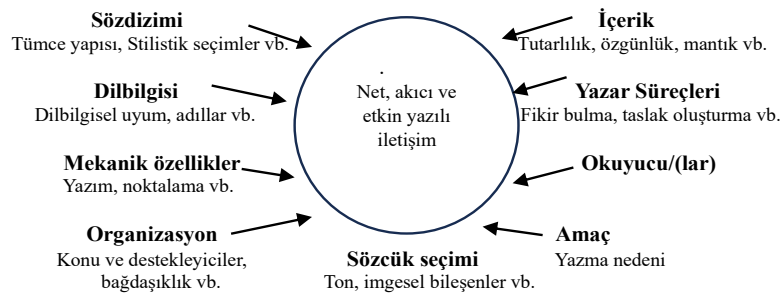 Sözdizimi
Tümce yapısı, Stilistik seçimler vb.
Dilbilgisi
Dilbilgisel uyum, adıllar vb.
Mekanik özellikler
Yazım, noktalama vb.
Organizasyon
Konu ve destekleyiciler,
bağdaşıklık vb.
.
Net, akıcı ve
etkin yazılı
iletişim
Sözcük seçimi
Ton, imgesel bileşenler vb.
İçerik
Tutarlılık, özgünlük, mantık vb.
Yazar Süreçleri
Fikir bulma, taslak oluşturma vb.
Okuyucu/(lar)
Amaç
Yazma nedeni